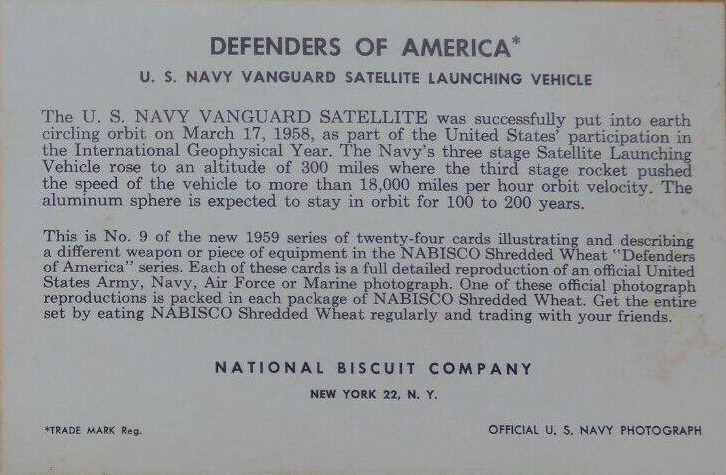 DEFENDERS OF AMERICA*
U. S. NAVY VANGUARD SATELLITE LAUNCHING VEHICLE
The U. S. NAVY VANGUARD SATELLITE was successfully put into earth
circling orbit on March 17, 1958, as part of the United States' participation in
the International Geophysical Year. The Navy's three stage Satellite Launching
Vehicle rose to an altitude of 300 miles where the third stage rocket pushed
the speed of the vehicle to more than 18,000 miles per hour orbit velocity. The
aluminum sphere is expected to stay in orbit for 100 to 200 years.
This is No. 9 of the new 1959 series of twenty-four cards illustrating and describing
a different weapon or piece of equipment in the NABISCO Shredded Wheat "Defenders
of America" series. Each of these cards is a full detailed reproduction of an official United
States Army, Navy, Air Force or Marine photograph. One of these official photograph
reproductions is packed in each package of NABISCO Shredded Wheat. Get the entire
set by eating NABISCO Shredded Wheat regularly and trading with your friends.
NATIONAL BISCUIT COMPANY
NEW YORK 22, N. Y.
*TRADE MARK Reg.
OFFICIAL U. S. NAVY PHOTOGRAPH